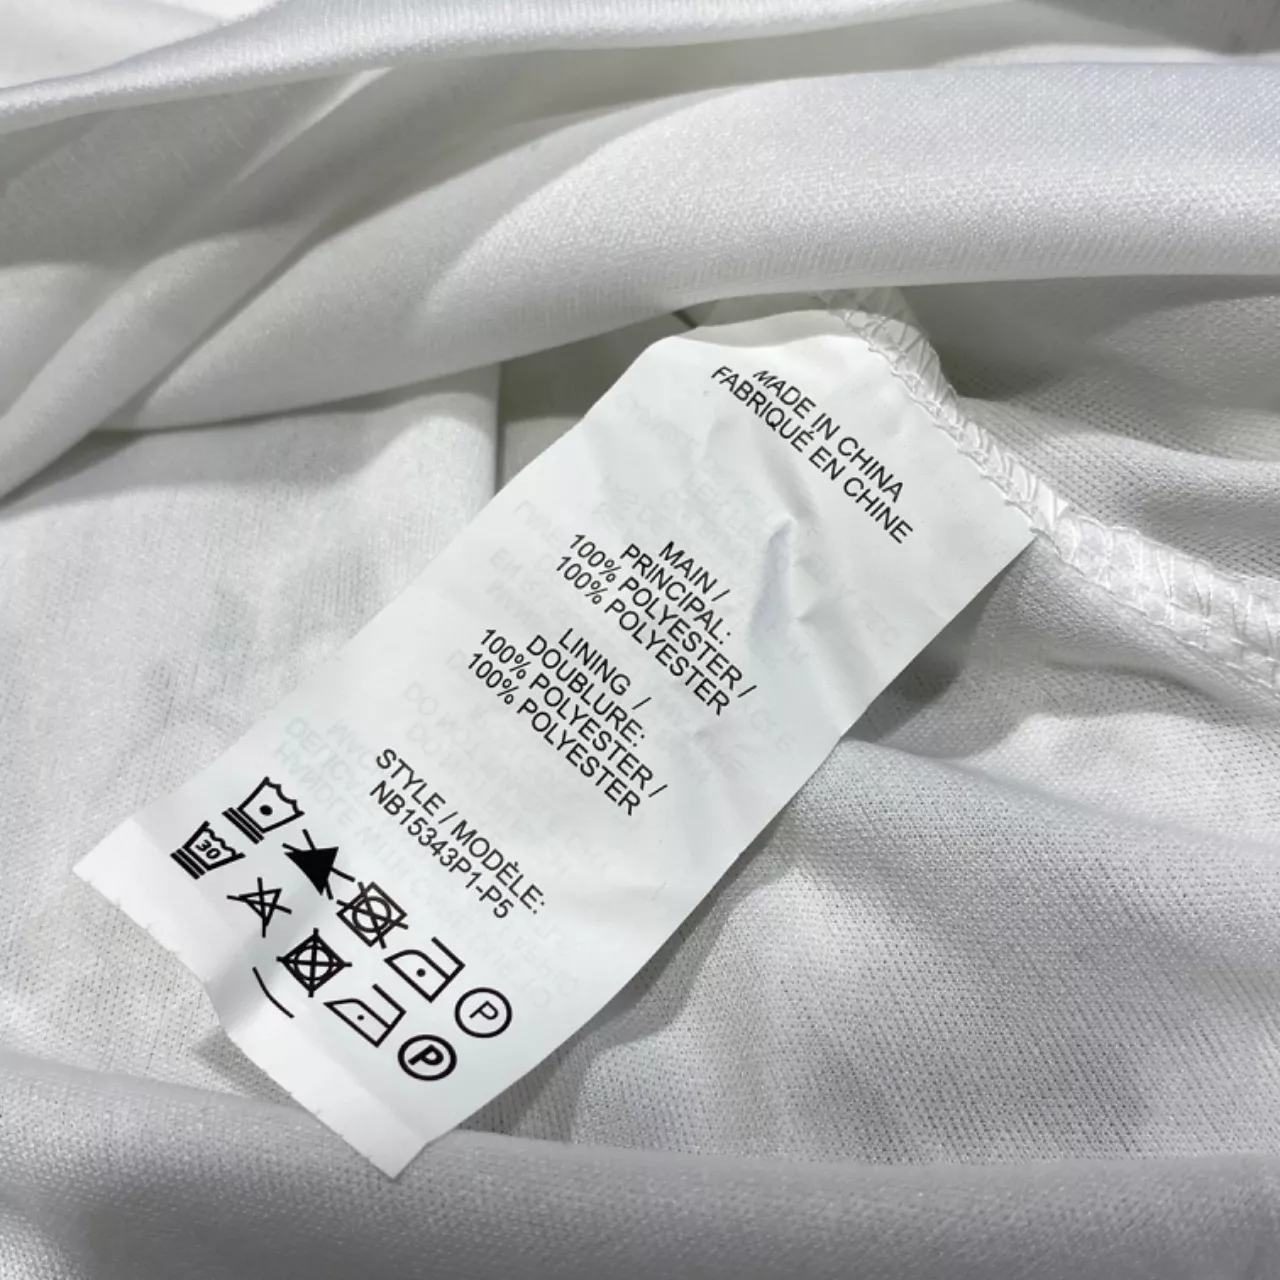 MADE IN CHINA
FABRIQUÉ EN CHINE
MAIN /
PRINCIPAL:
100% POLYESTER /
100% POLYESTER
LINING /
DOUBLURE:
100% POLYESTER /
100% POLYESTER
STYLE / MODÈLE:
NB15343P1-P5
P
30
P